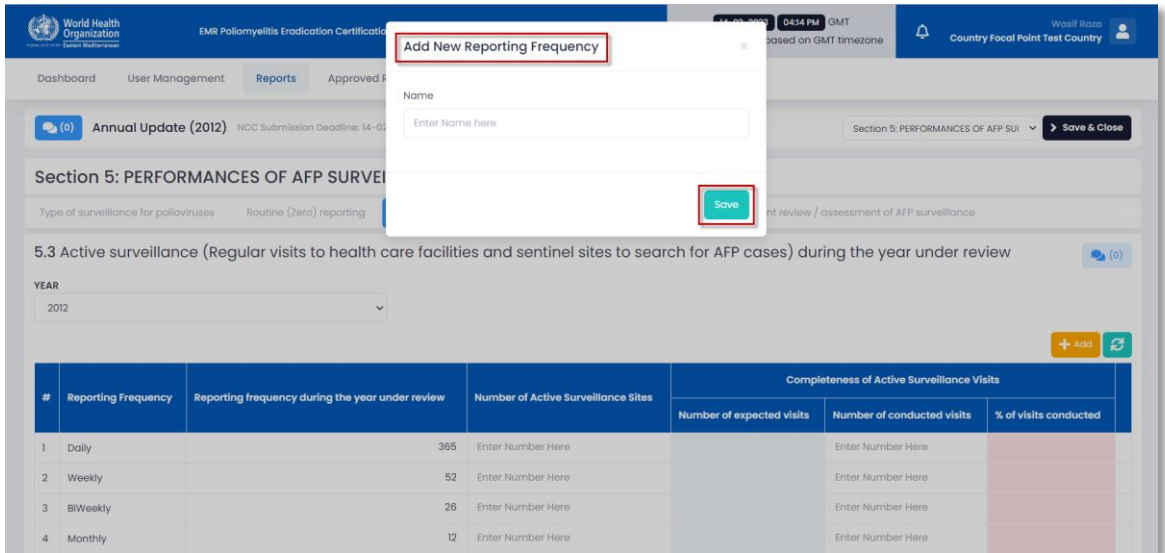 World Health
Organization
Eastern Mediterranean
EMR Poliomyelitis Eradication Certificatio
04:14 PM GMT
based on GMT timezone
Wasif Raza
Country Focal Point Test Country
Add New Reporting Frequency
×
Name
Enter Name here
Save
Dashboard User Management Reports Approved
(0) Annual Update (2012) NCC Submission Deadline: 14-02
Section 5: PERFORMANCES OF AFP SU Save & Close
Section 5: PERFORMANCES OF AFP SURVEI
Type of surveillance for polioviruses Routine (Zero) reporting nt review / assessment of AFP surveillance
5.3 Active surveillance (Regular visits to health care facilities and sentinel sites to search for AFP cases) during the year under review (0)
YEAR
2012
+ Add
# Reporting Frequency Reporting frequency during the year under review Number of Active Surveillance Sites Completeness of Active Surveillance Visits
Number of expected visits Number of conducted visits % of visits conducted
1 Daily 365 Enter Number Here Enter Number Here
2 Weekly 52 Enter Number Here Enter Number Here
3 BiWeekly 26 Enter Number Here Enter Number Here
4 Monthly 12 Enter Number Here Enter Number Here